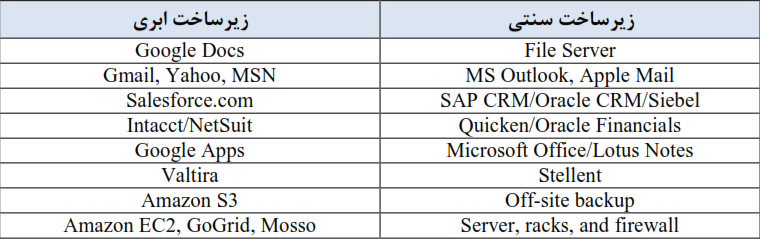 زیرساخت سنتی زیرساخت ابری
File Server Google Docs
MS Outlook, Apple Mail Gmail, Yahoo, MSN
SAP CRM/Oracle CRM/Siebel Salesforce.com
Quicken/Oracle Financials Intacct/NetSuit
Microsoft Office/Lotus Notes Google Apps
Stellent Valtira
Off-site backup Amazon S3
Server, racks, and firewall Amazon EC2, GoGrid, Mosso